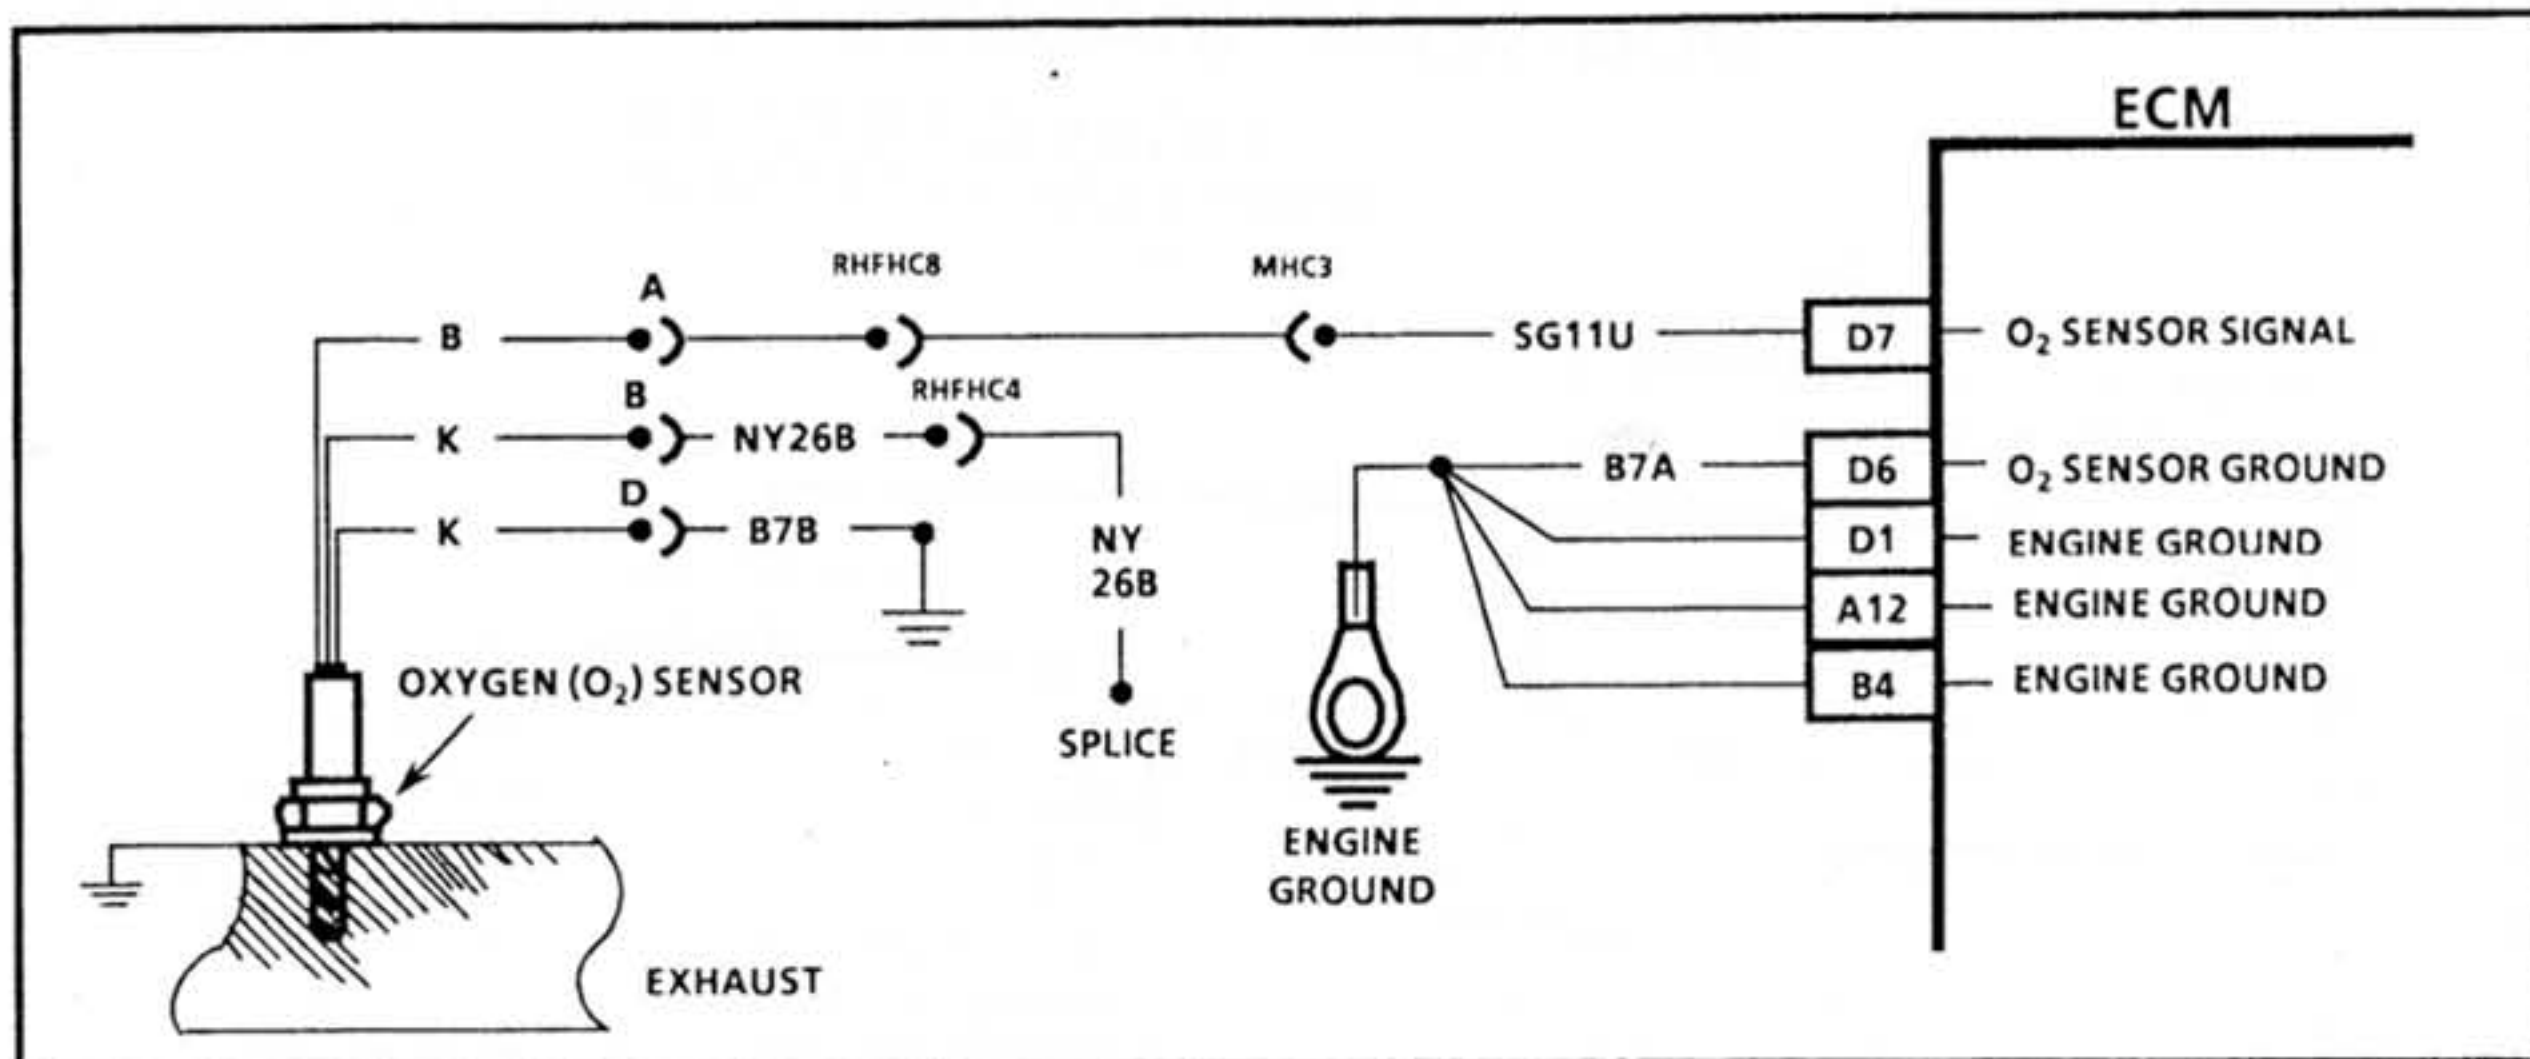 ECM
RHFHC8
MHC3
A
B
SG11U
D7
O₂ SENSOR SIGNAL
B
RHFHC4
K
NY26B
B7A
D6
O₂ SENSOR GROUND
D
K
B7B
NY
26B
D1
ENGINE GROUND
A12
ENGINE GROUND
B4
ENGINE GROUND
OXYGEN (O₂) SENSOR
SPLICE
ENGINE
GROUND
EXHAUST